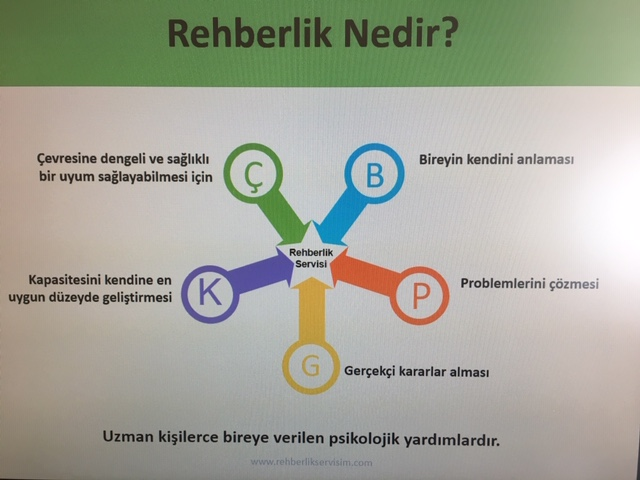 Rehberlik Nedir?
Çevresine dengeli ve sağlıklı
bir uyum sağlayabilmesi için
Ç
B
Bireyin kendini anlaması
Rehberlik
Servisi
Kapasitesini kendine en
uygun düzeyde geliştirmesi
K
P
Problemlerini çözmesi
G
Gerçekçi kararlar alması
Uzman kişilerce bireye verilen psikolojik yardımlardır.
www.rehberlikservisim.com